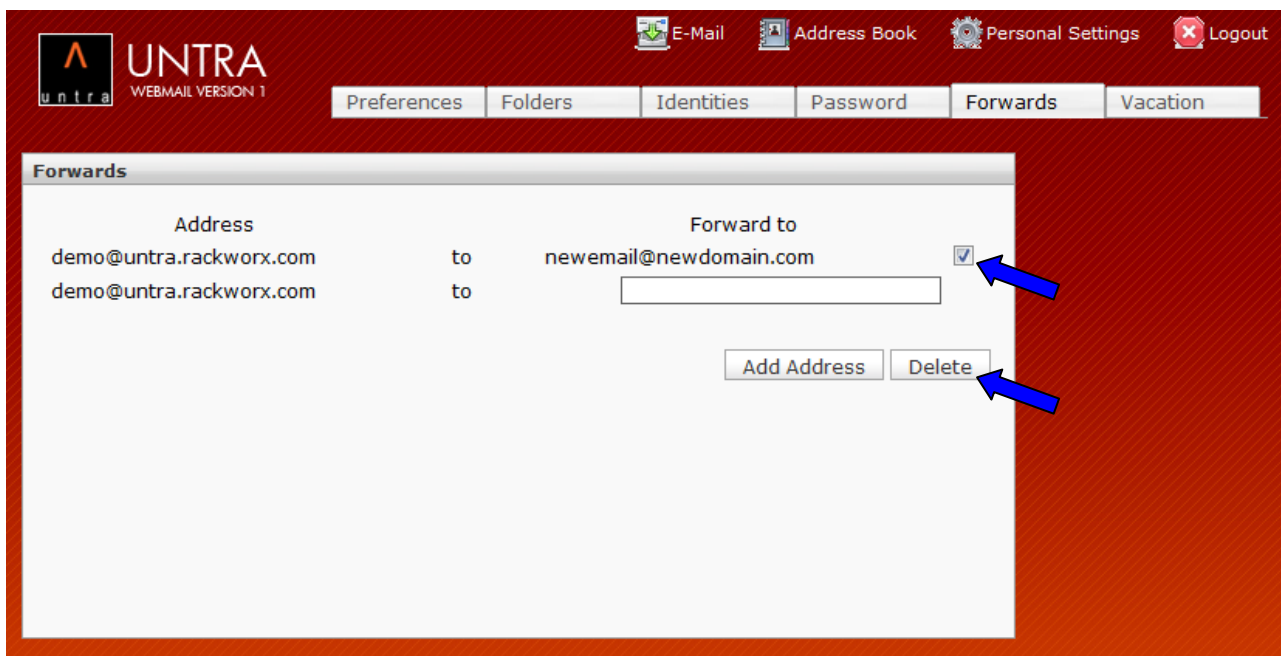 E-Mail Address Book Personal Settings Logout
UNTRA
untra WEBMAIL VERSION 1
Preferences Folders Identities Password Forwards Vacation
Forwards
Address Forward to
demo@untra.rackworx.com to newemail@newdomain.com
demo@untra.rackworx.com to
Add Address Delete